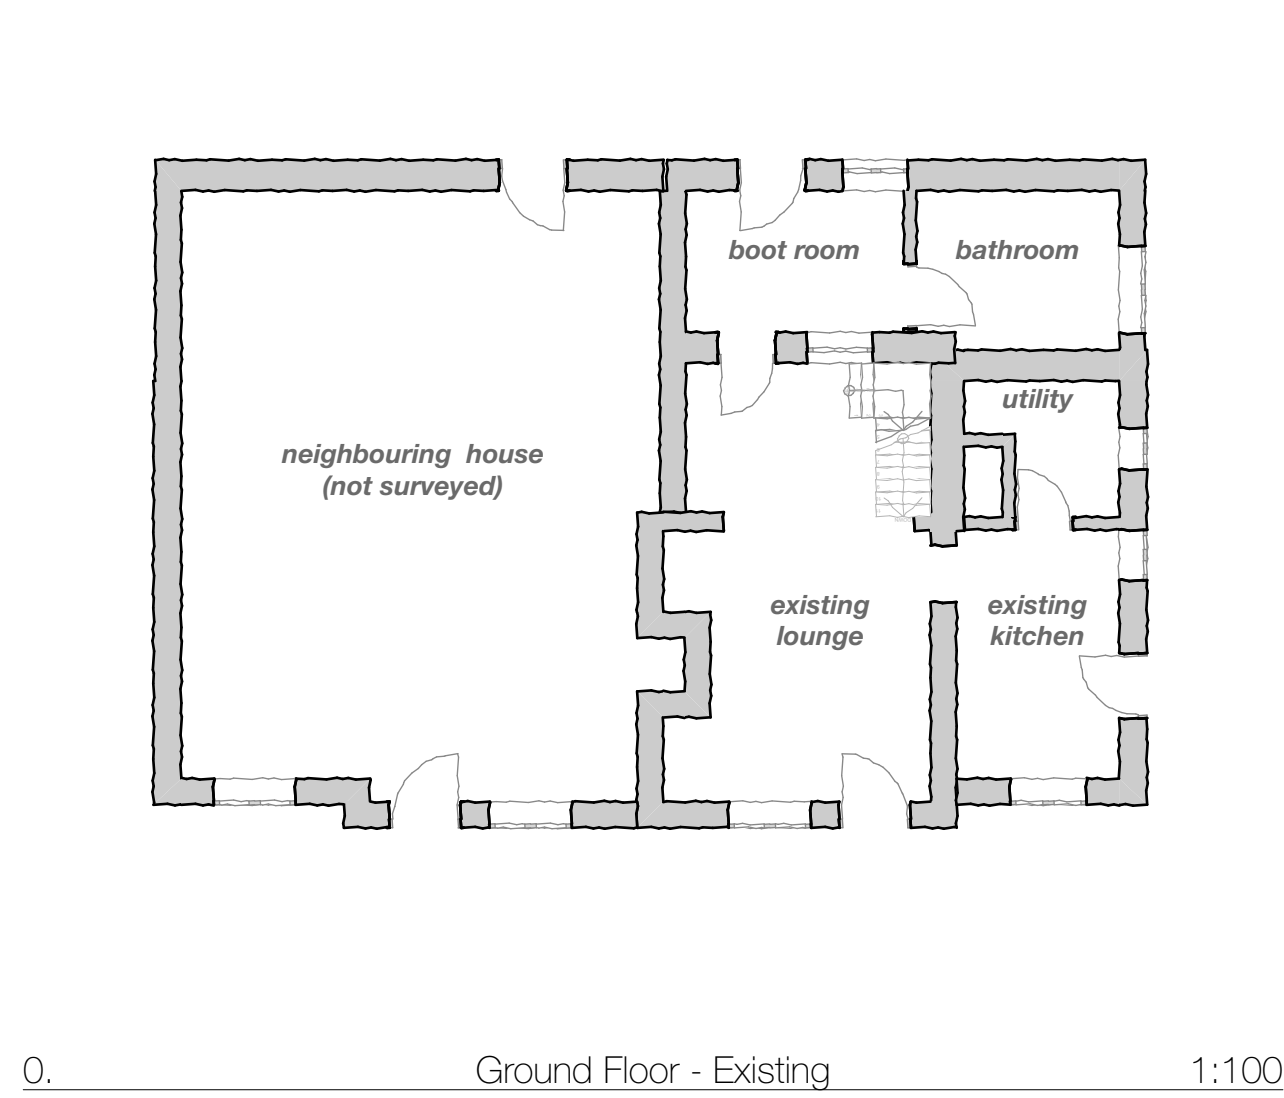 boot room
bathroom
utility
neighbouring house
(not surveyed)
existing
lounge
existing
kitchen
0.
Ground Floor - Existing
1:100